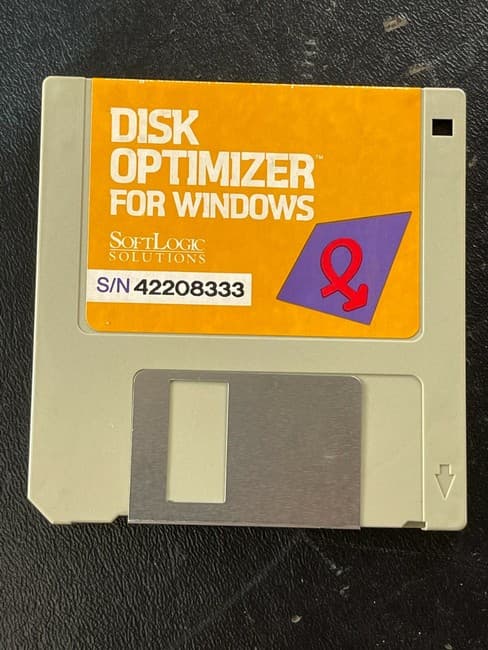 DISK
OPTIMIZER™
FOR WINDOWS
SOFTLOGIC
SOLUTIONS
S/N 42208333